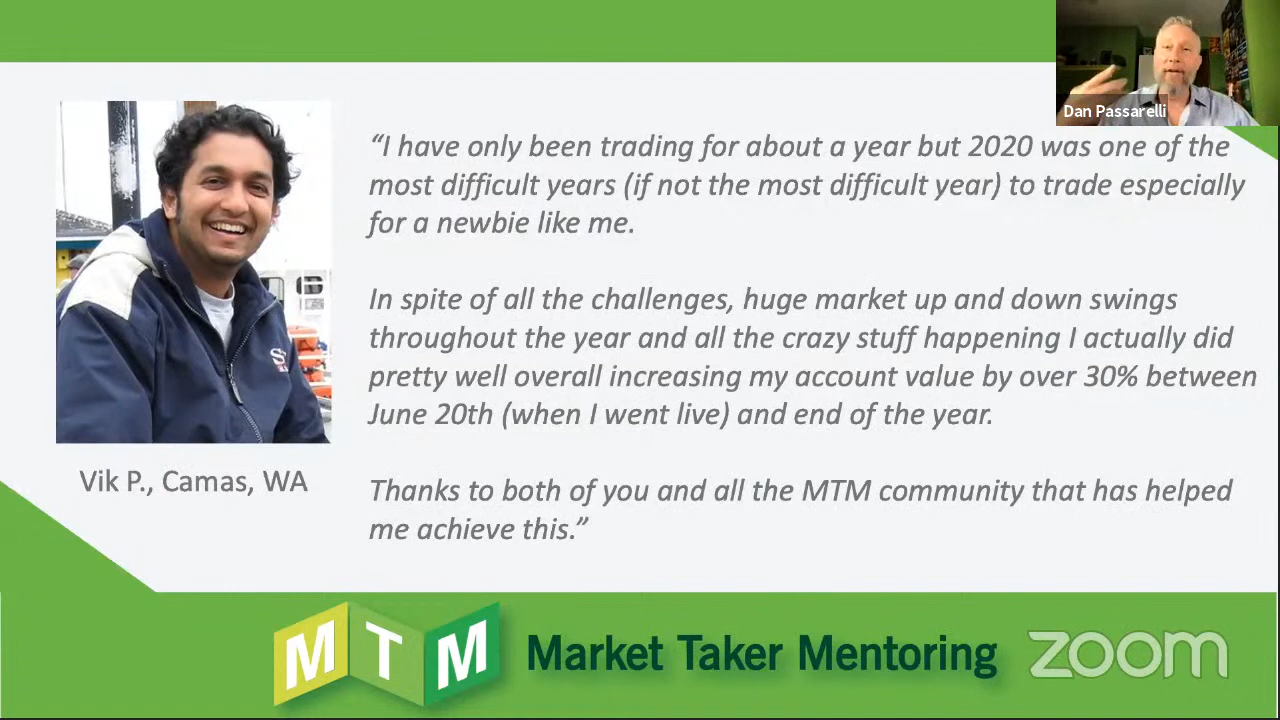 Dan Passarelli
“I have only been trading for about a year but 2020 was one of the
most difficult years (if not the most difficult year) to trade especially
for a newbie like me.
In spite of all the challenges, huge market up and down swings
throughout the year and all the crazy stuff happening I actually did
pretty well overall increasing my account value by over 30% between
June 20th (when I went live) and end of the year.
Thanks to both of you and all the MTM community that has helped
me achieve this.”
Vik P., Camas, WA
MTM Market Taker Mentoring
zoom